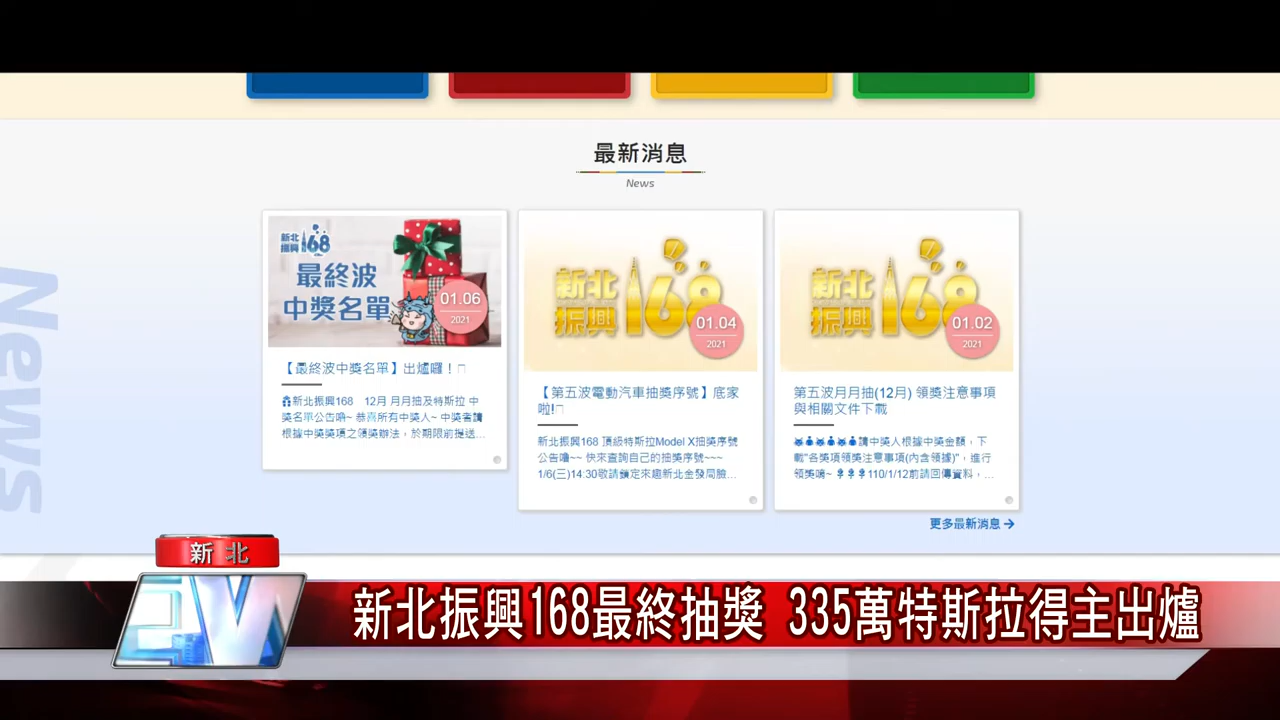 最新消息
News
News
新北
振興168
最終波
中獎名單
01.06
2021
【最終波中獎名單】出爐囉！
新北振興168　12月 月月抽及特斯拉 中
獎名單公告嚕~ 恭喜所有中獎人~ 中獎者請
根據中獎獎項之領獎辦法，於期限前提送...
新北
振興
168
01.04
2021
【第五波電動汽車抽獎序號】底家
啦!
新北振興168 頂級特斯拉Model X抽獎序號
公告嚕~~ 快來查詢自己的抽獎序號~~~
1/6(三)14:30敬請鎖定來趣新北金發局臉...
新北
振興
168
01.02
2021
第五波月月抽(12月) 領獎注意事項
與相關文件下載
請中獎人根據中獎金額，下
載"各獎項領獎注意事項(內含領據)"，進行
領獎唷~ 110/1/12前請回傳資料，...
更多最新消息
新北
新北振興168最終抽獎 335萬特斯拉得主出爐